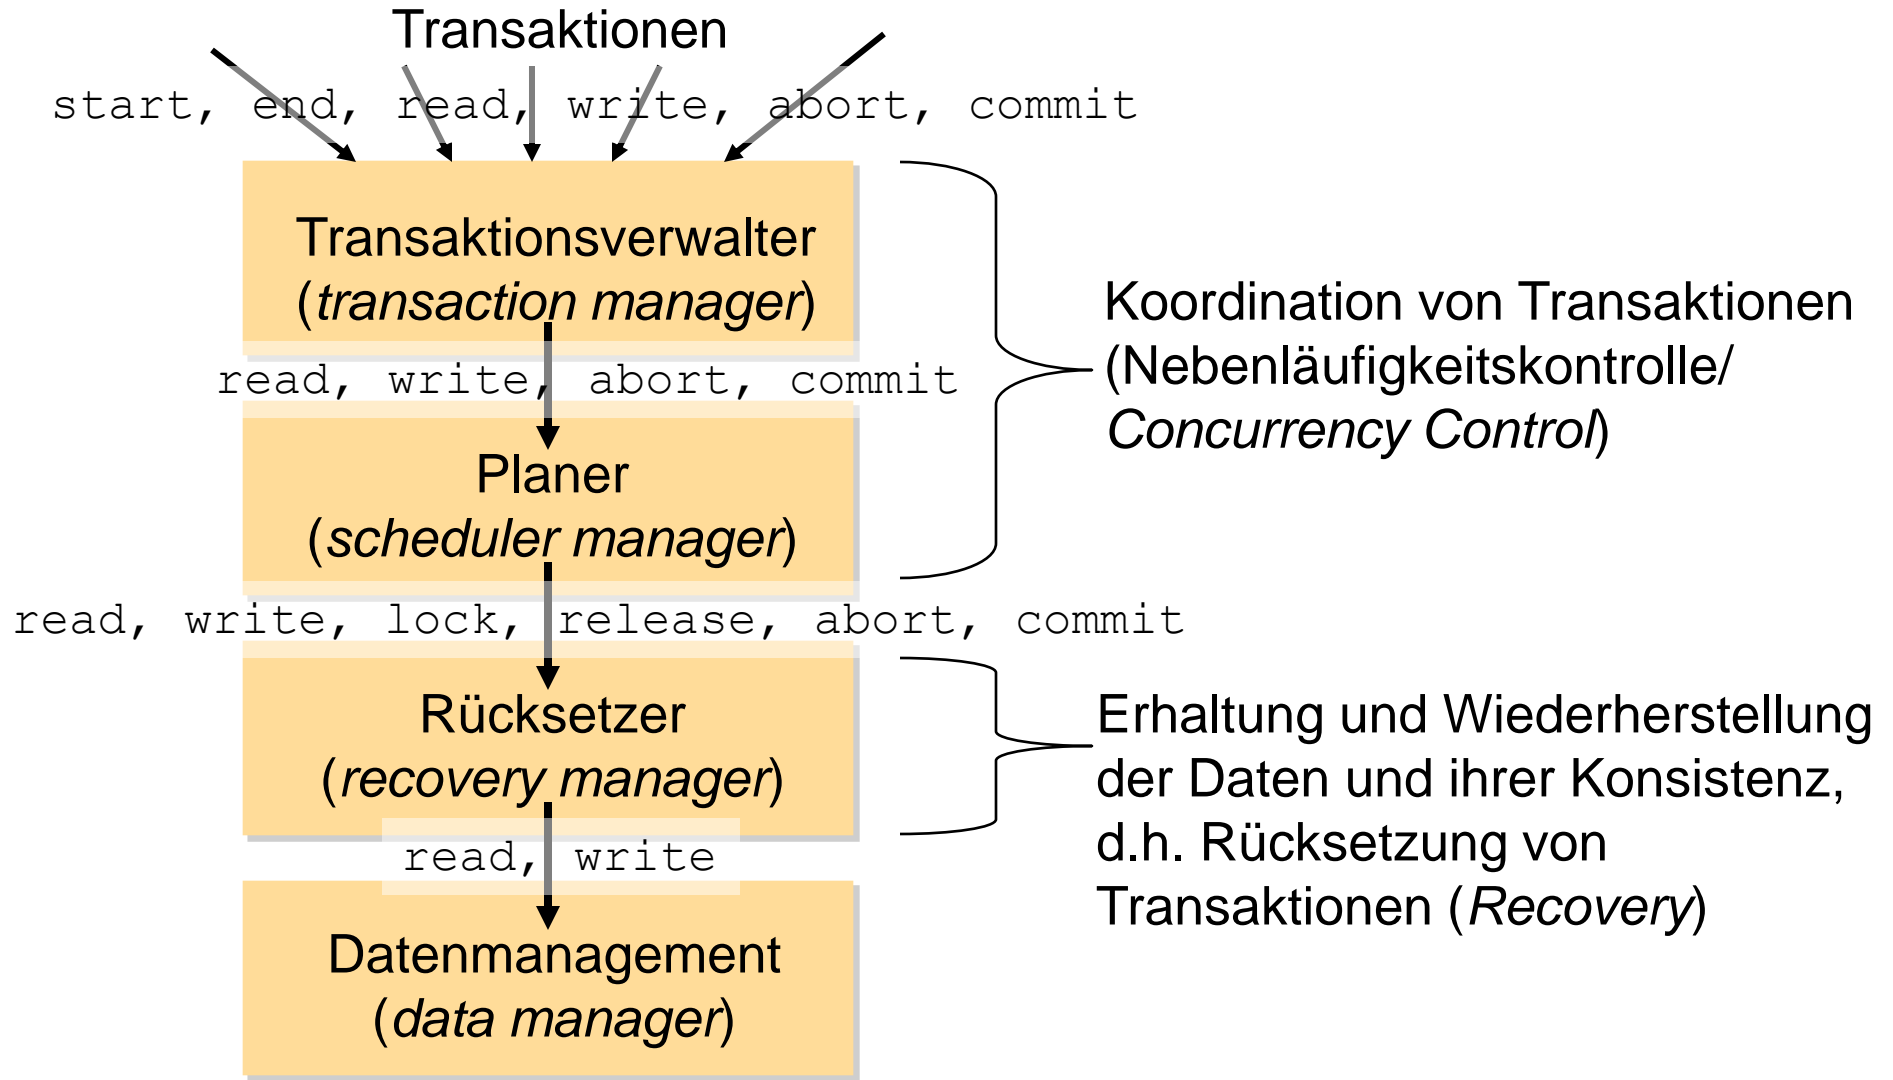 Transaktionen
start, end, read, write, abort, commit
Transaktionsverwalter
(transaction manager)
read, write, abort, commit
Planer
(scheduler manager)
Koordination von Transaktionen
(Nebenläufigkeitskontrolle/
Concurrency Control)
read, write, lock, release, abort, commit
Rücksetzer
(recovery manager)
read, write
Datenmanagement
(data manager)
Erhaltung und Wiederherstellung
der Daten und ihrer Konsistenz,
d.h. Rücksetzung von
Transaktionen (Recovery)